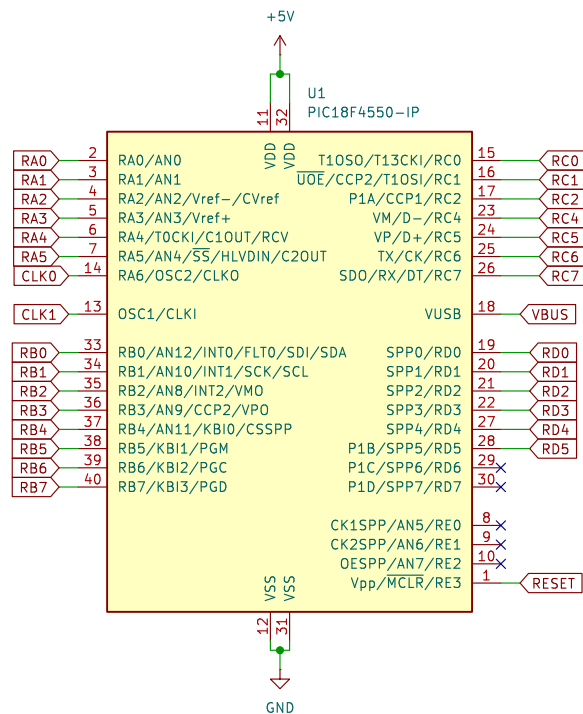 +5V
U1
PIC18F4550-IP
11 32
VDD VDD
RA0 2 RA0/AN0 T1OSO/T13CKI/RC0 15 RC0
RA1 3 RA1/AN1 UOE/CCP2/T1OSI/RC1 16 RC1
RA2 4 RA2/AN2/Vref-/CVref P1A/CCP1/RC2 17 RC2
RA3 5 RA3/AN3/Vref+ VM/D-/RC4 23 RC4
RA4 6 RA4/T0CKI/C1OUT/RCV VP/D+/RC5 24 RC5
RA5 7 RA5/AN4/SS/HLVDIN/C2OUT TX/CK/RC6 25 RC6
CLK0 14 RA6/OSC2/CLKO SDO/RX/DT/RC7 26 RC7
CLK1 13 OSC1/CLKI VUSB 18 VBUS
RB0 33 RB0/AN12/INT0/FLT0/SDI/SDA SPP0/RD0 19 RD0
RB1 34 RB1/AN10/INT1/SCK/SCL SPP1/RD1 20 RD1
RB2 35 RB2/AN8/INT2/VMO SPP2/RD2 21 RD2
RB3 36 RB3/AN9/CCP2/VPO SPP3/RD3 22 RD3
RB4 37 RB4/AN11/KBI0/CSSPP SPP4/RD4 27 RD4
RB5 38 RB5/KBI1/PGM P1B/SPP5/RD5 28 RD5
RB6 39 RB6/KBI2/PGC P1C/SPP6/RD6 29
RB7 40 RB7/KBI3/PGD P1D/SPP7/RD7 30
CK1SPP/AN5/RE0 8
CK2SPP/AN6/RE1 9
OESPP/AN7/RE2 10
Vpp/MCLR/RE3 1 RESET
VSS VSS
12 31
GND